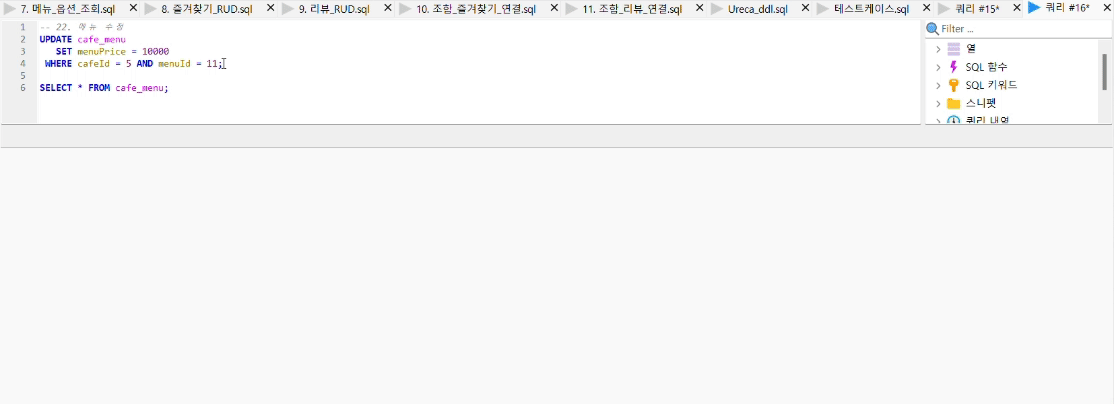 7. 메뉴_옵션_조회.sql
8. 즐겨찾기_RUD.sql
9. 리뷰_RUD.sql
10. 조합_즐겨찾기_연결.sql
11. 조합_리뷰_연결.sql
Ureca_ddl.sql
테스트케이스.sql
쿼리 #15*
쿼리 #16*
1 -- 22. 메뉴 수정
2 UPDATE cafe_menu
3 SET menuPrice = 10000
4 WHERE cafeId = 5 AND menuId = 11;
5
6 SELECT * FROM cafe_menu;
Filter ...
열
SQL 함수
SQL 키워드
스니펫
쿼리 내역